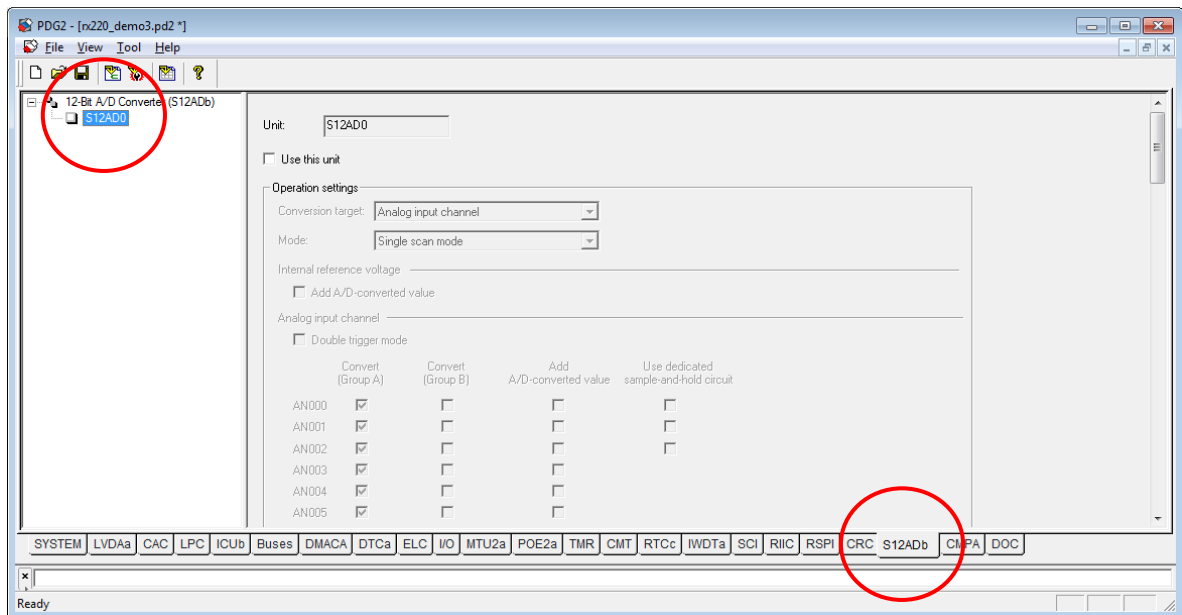 PDG2 - [rx220_demo3.pd2 *]
File View Tool Help
12-Bit A/D Converter (S12ADb)
S12AD0
Unit: S12AD0
Use this unit
Operation settings
Conversion target: Analog input channel
Mode: Single scan mode
Internal reference voltage
Add A/D-converted value
Analog input channel
Double trigger mode
Convert Convert Add Use dedicated
(Group A) (Group B) A/D-converted value sample-and-hold circuit
AN000
AN001
AN002
AN003
AN004
AN005
SYSTEM LVDAa CAC LPC ICUb Buses DMACA DTCa ELC I/O MTU2a POE2a TMR CMT RTCc IWDTa SCI RIIC RSPI CRC S12ADb CMPA DOC
Ready